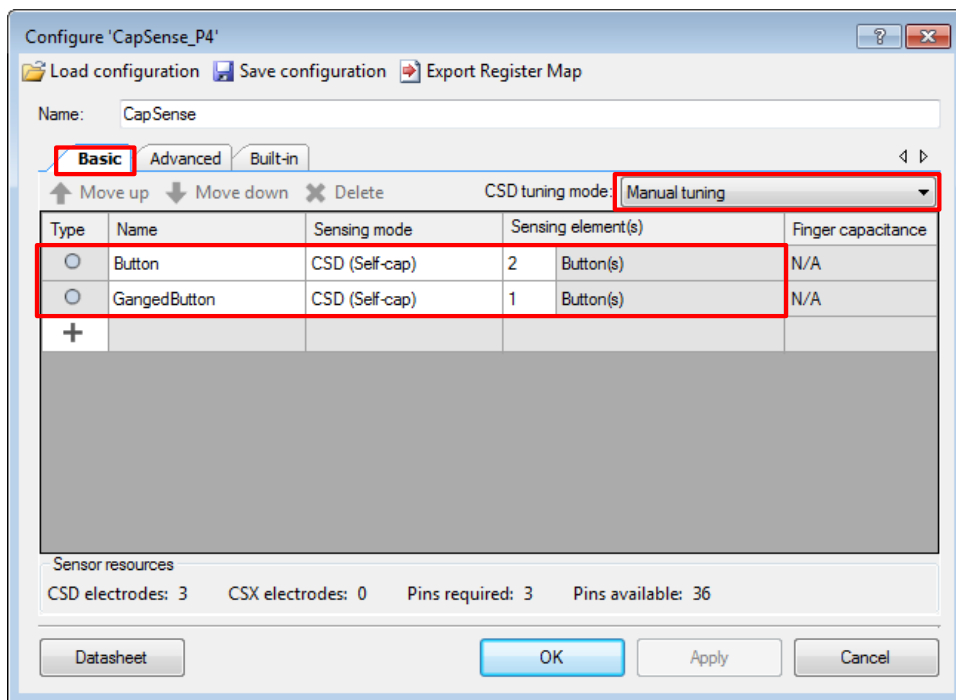 Configure 'CapSense_P4'
Load configuration Save configuration Export Register Map
Name: CapSense
Basic Advanced Built-in
Move up Move down Delete CSD tuning mode: Manual tuning
Type Name Sensing mode Sensing element(s) Finger capacitance
Button CSD (Self-cap) 2 Button(s) N/A
GangedButton CSD (Self-cap) 1 Button(s) N/A
Sensor resources
CSD electrodes: 3 CSX electrodes: 0 Pins required: 3 Pins available: 36
Datasheet OK Apply Cancel